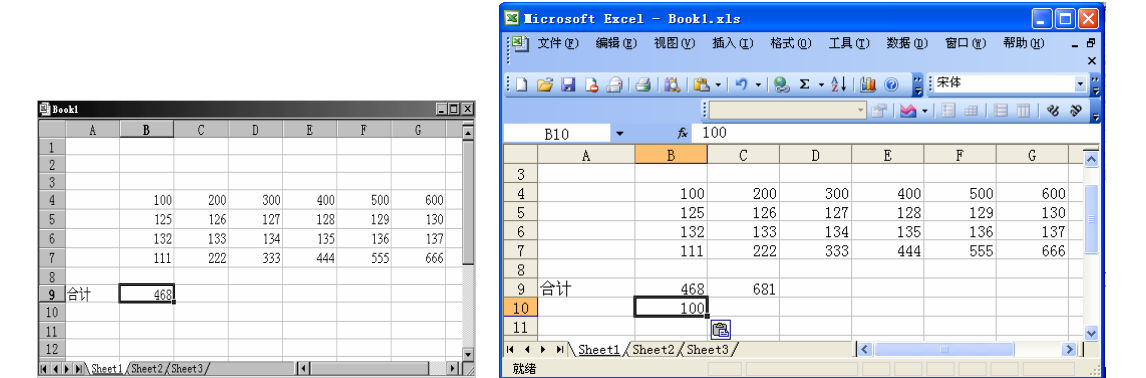 Book1
A B C D E F G
1
2
3
4 100 200 300 400 500 600
5 125 126 127 128 129 130
6 132 133 134 135 136 137
7 111 222 333 444 555 666
8
9 合计 468
10
11
12
Sheet1 Sheet2 Sheet3
Microsoft Excel - Book1.xls
文件(F) 编辑(E) 视图(V) 插入(I) 格式(O) 工具(T) 数据(D) 窗口(W) 帮助(H)
宋体
B10 fx 100
A B C D E F G
3
4 100 200 300 400 500 600
5 125 126 127 128 129 130
6 132 133 134 135 136 137
7 111 222 333 444 555 666
8
9 合计 468 681
10 100
11
Sheet1 Sheet2 Sheet3
就绪